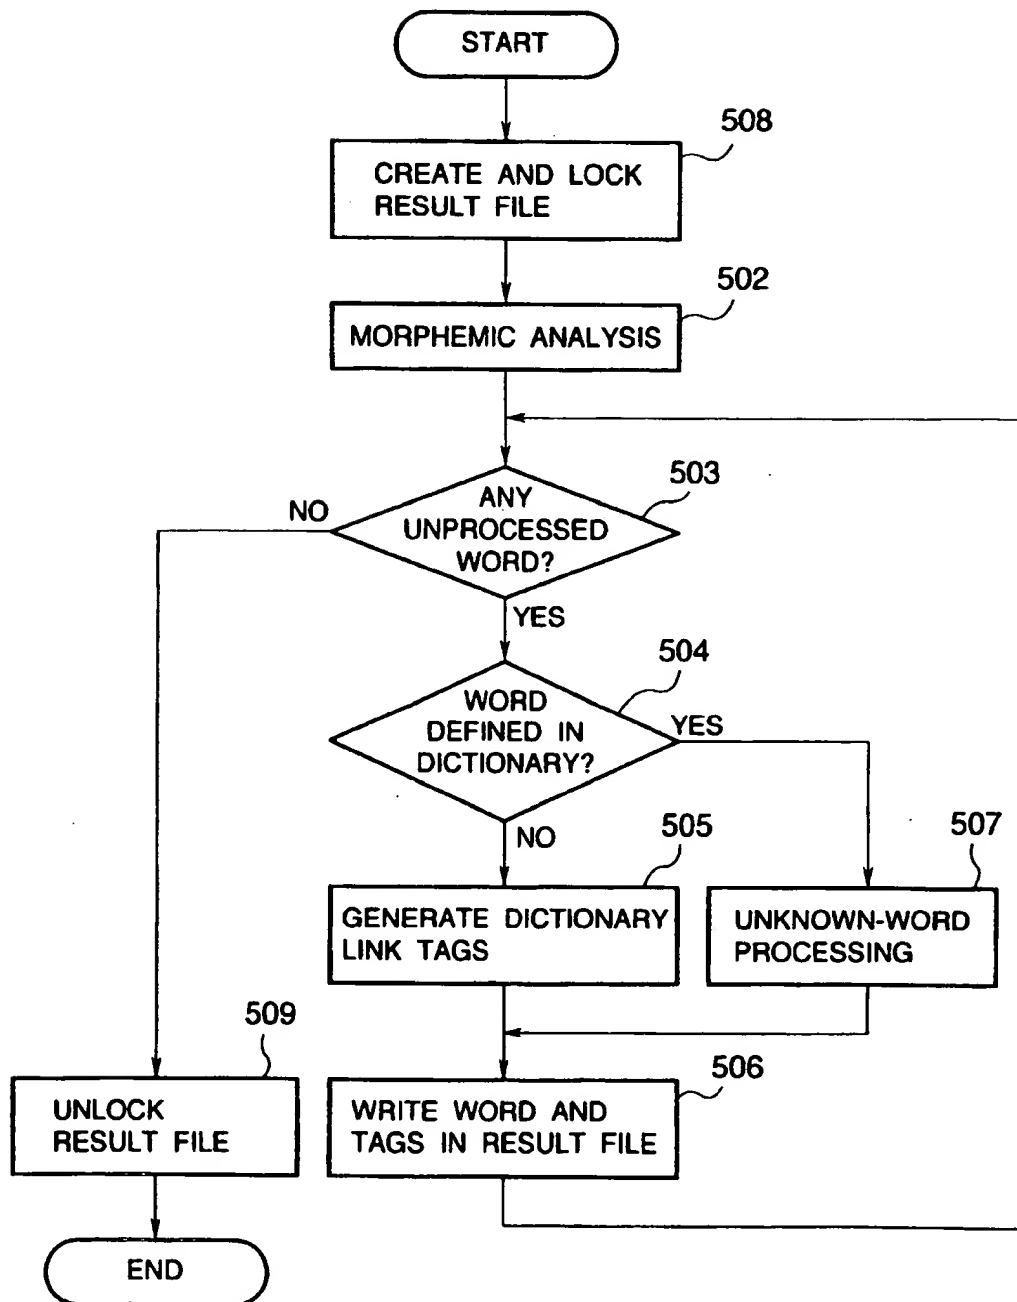 START
508
CREATE AND LOCK
RESULT FILE
502
MORPHEMIC ANALYSIS
503
NO
ANY
UNPROCESSED
WORD?
YES
504
WORD
DEFINED IN
DICTIONARY?
YES
NO
505
507
GENERATE DICTIONARY
LINK TAGS
UNKNOWN-WORD
PROCESSING
509
506
UNLOCK
RESULT FILE
WRITE WORD AND
TAGS IN RESULT FILE
END